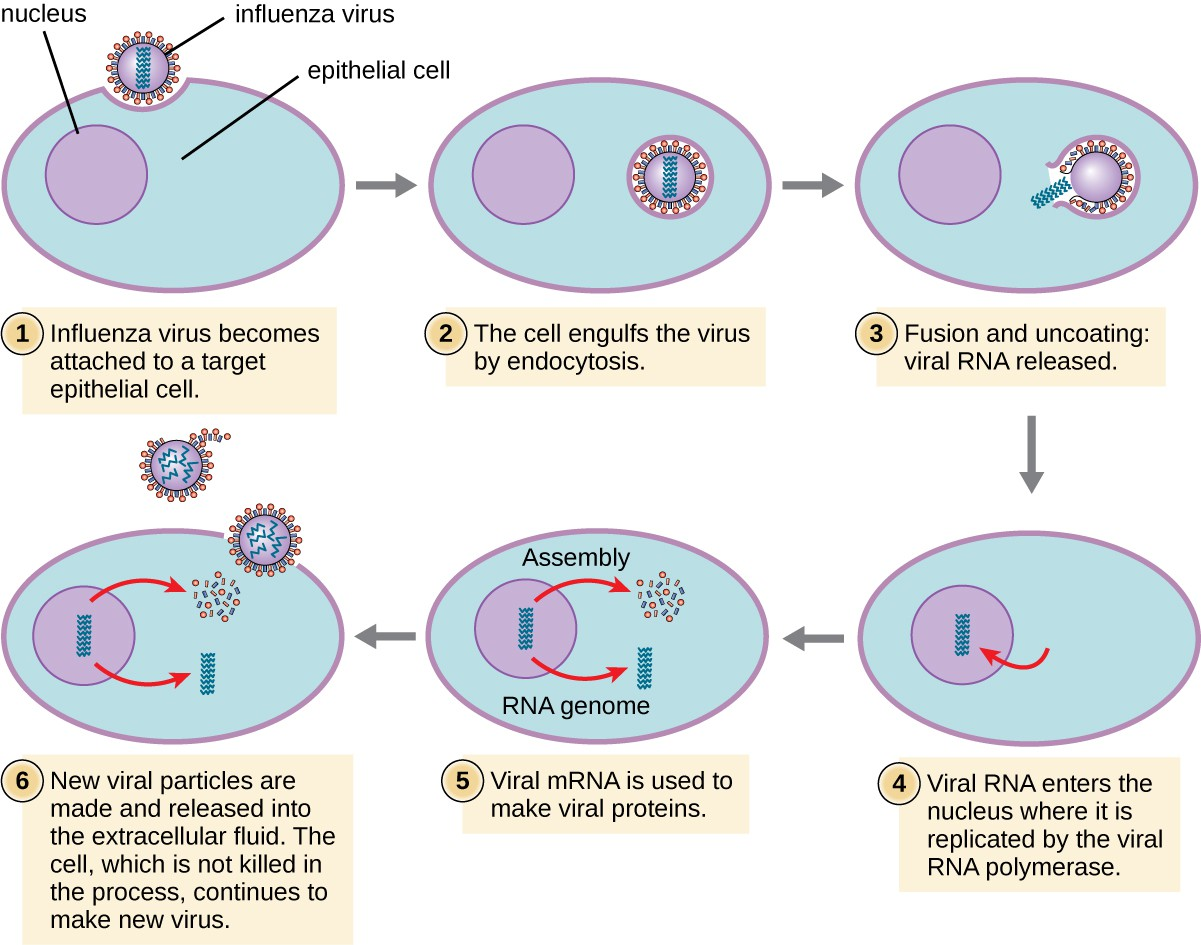 nucleus
influenza virus
epithelial cell
1 Influenza virus becomes
attached to a target
epithelial cell.
2 The cell engulfs the virus
by endocytosis.
3 Fusion and uncoating:
viral RNA released.
4 Viral RNA enters the
nucleus where it is
replicated by the viral
RNA polymerase.
Assembly
RNA genome
5 Viral mRNA is used to
make viral proteins.
6 New viral particles are
made and released into
the extracellular fluid. The
cell, which is not killed in
the process, continues to
make new virus.